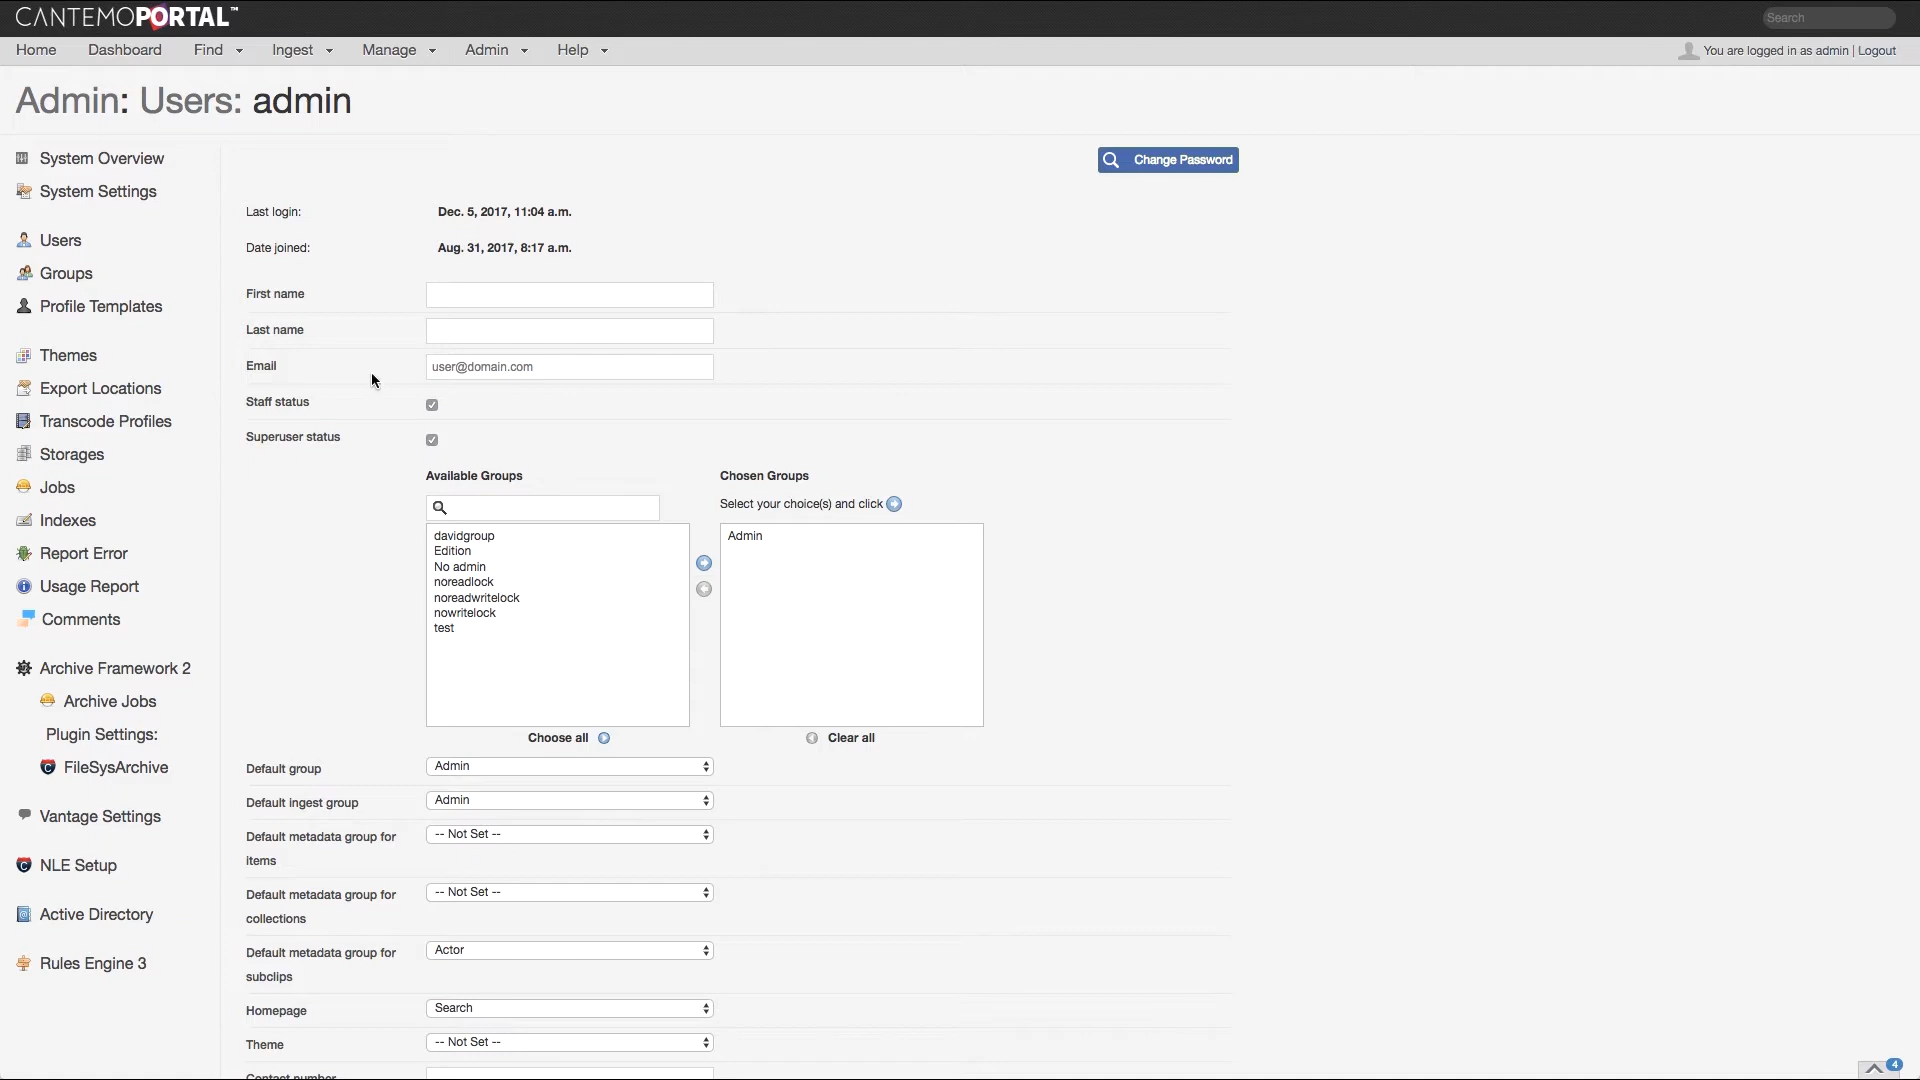 CANTEMOPORTAL™
Search
Home Dashboard Find Ingest Manage Admin Help
You are logged in as admin | Logout
Admin: Users: admin
System Overview
System Settings
Users
Groups
Profile Templates
Themes
Export Locations
Transcode Profiles
Storages
Jobs
Indexes
Report Error
Usage Report
Comments
Archive Framework 2
Archive Jobs
Plugin Settings:
FileSysArchive
Vantage Settings
NLE Setup
Active Directory
Rules Engine 3
Change Password
Last login: Dec. 5, 2017, 11:04 a.m.
Date joined: Aug. 31, 2017, 8:17 a.m.
First name
Last name
Email user@domain.com
Staff status
Superuser status
Available Groups
davidgroup
Edition
No admin
noreadlock
noreadwritelock
nowritelock
test
Choose all
Chosen Groups
Select your choice(s) and click
Admin
Clear all
Default group Admin
Default ingest group Admin
Default metadata group for -- Not Set --
items
Default metadata group for -- Not Set --
collections
Default metadata group for Actor
subclips
Homepage Search
Theme -- Not Set --
Contact number
4